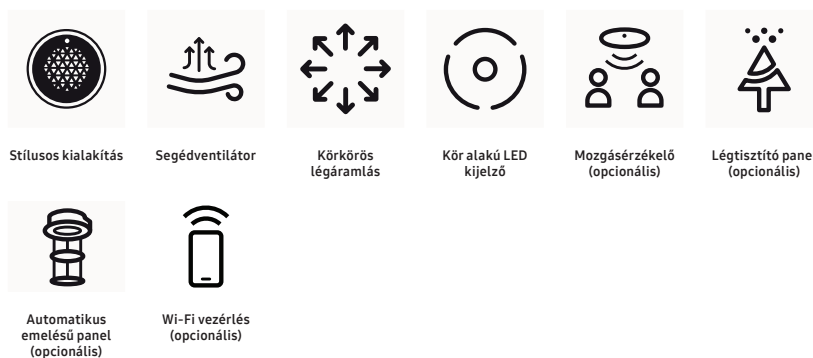 Stílusos kialakítás
Segédventilátor
Körkörös
légáramlás
Kör alakú LED
kijelző
Mozgásérzékelő
(opcionális)
Légtisztító pane
(opcionális)
Automatikus
emelésű panel
(opcionális)
Wi-Fi vezérlés
(opcionális)